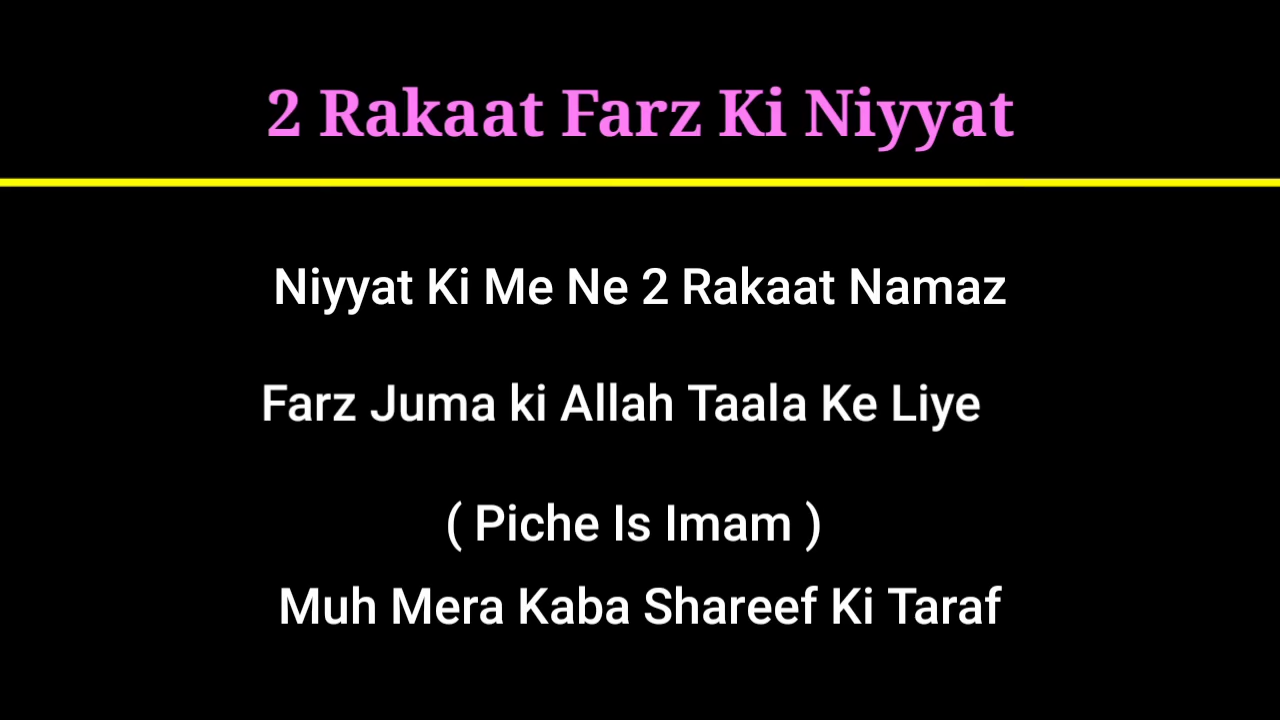 2 Rakaat Farz Ki Niyyat
Niyyat Ki Me Ne 2 Rakaat Namaz
Farz Juma ki Allah Taala Ke Liye
( Piche Is Imam )
Muh Mera Kaba Shareef Ki Taraf